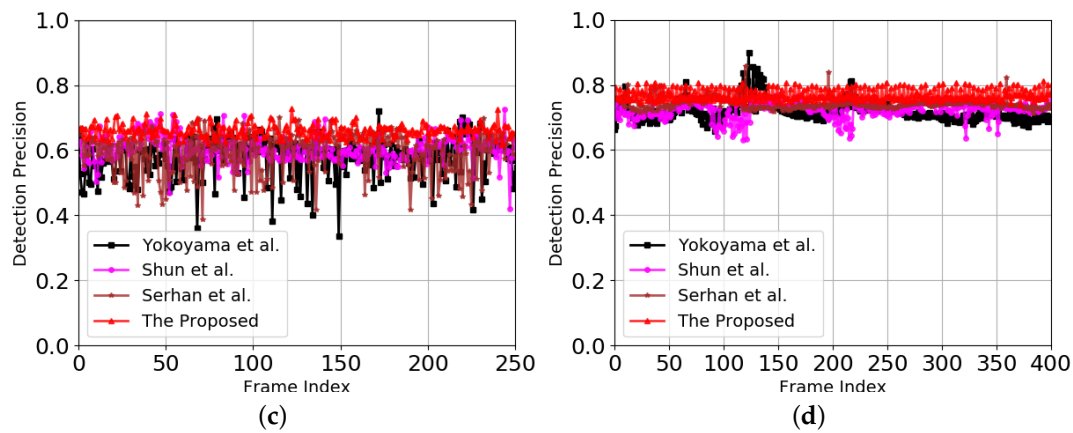 1.0
0.8
0.6
0.4
0.2
0.0
Detection Precision
Yokoyama et al.
Shun et al.
Serhan et al.
The Proposed
0 50 100 150 200 250
Frame Index
(c)
1.0
0.8
0.6
0.4
0.2
0.0
Detection Precision
Yokoyama et al.
Shun et al.
Serhan et al.
The Proposed
0 50 100 150 200 250 300 350 400
Frame Index
(d)